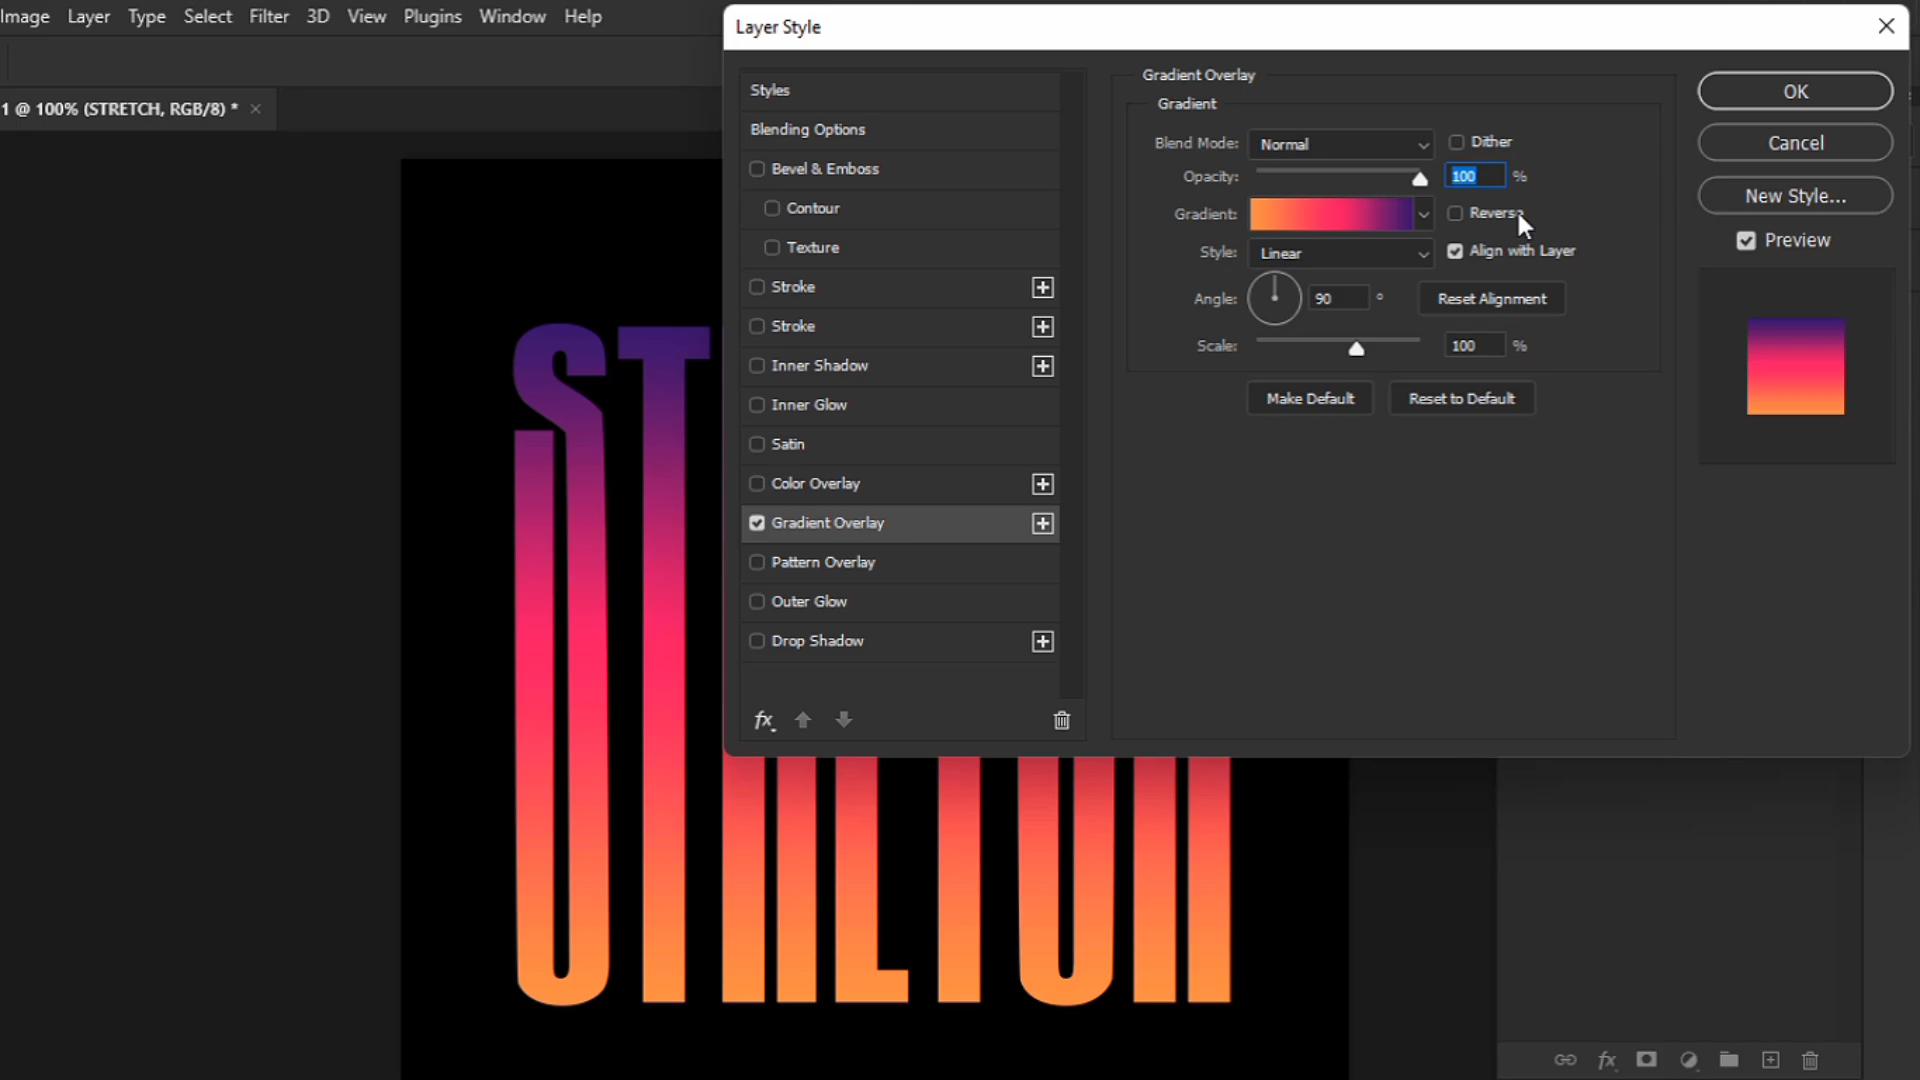 Image Layer Type Select Filter 3D View Plugins Window Help
1 @ 100% (STRETCH, RGB/8) * ×
Layer Style
Styles
Blending Options
Bevel & Emboss
Contour
Texture
Stroke
Stroke
Inner Shadow
Inner Glow
Satin
Color Overlay
Gradient Overlay
Pattern Overlay
Outer Glow
Drop Shadow
fx
Gradient Overlay
Gradient
Blend Mode: Normal Dither
Opacity: 100 %
Gradient: Reverse
Style: Linear Align with Layer
Angle: 90 ° Reset Alignment
Scale: 100 %
Make Default Reset to Default
OK
Cancel
New Style...
Preview
STRETCH
fx